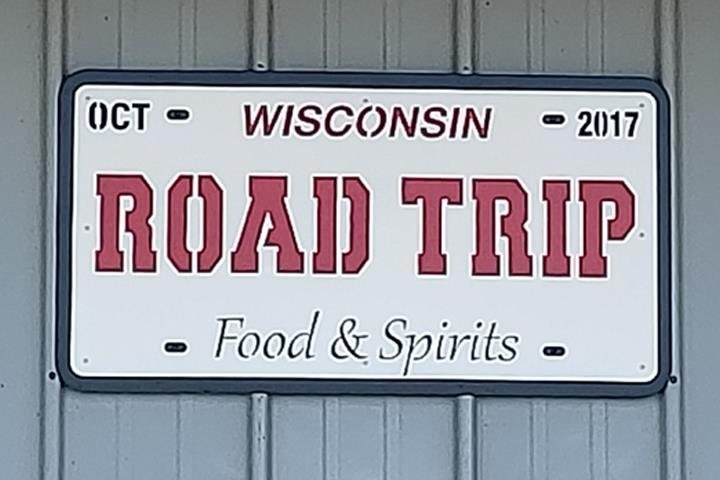 OCT WISCONSIN 2017
ROAD TRIP
Food & Spirits